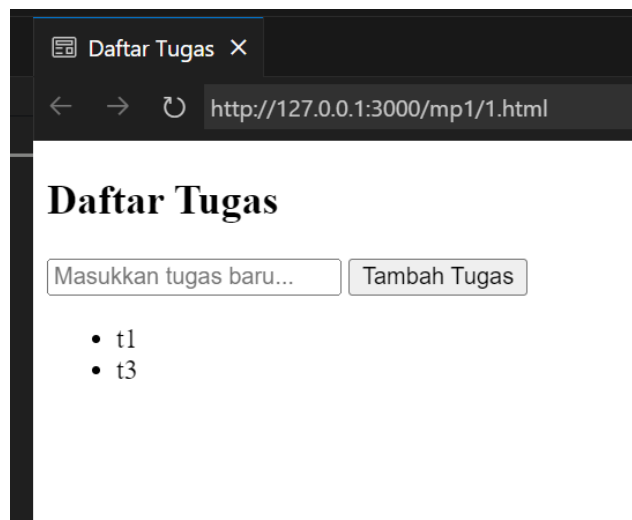 Daftar Tugas
http://127.0.0.1:3000/mp1/1.html
Daftar Tugas
Masukkan tugas baru... Tambah Tugas
t1
t3